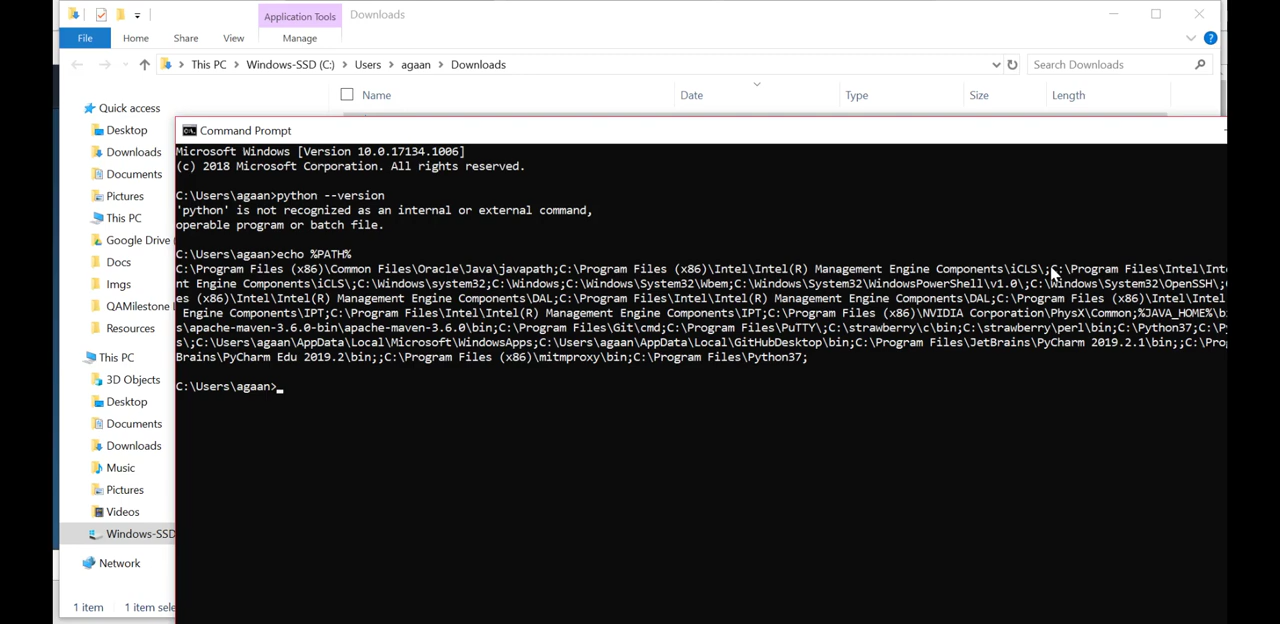 Application Tools
Downloads
File
Home
Share
View
Manage
This PC > Windows-SSD (C:) > Users > agaan > Downloads
Search Downloads
Name
Date
Type
Size
Length
Quick access
Desktop
Downloads
Documents
Pictures
This PC
Google Drive
Docs
Imgs
QAMilestone
Resources
This PC
3D Objects
Desktop
Documents
Downloads
Music
Pictures
Videos
Windows-SSD
Network
1 item
1 item sele
Command Prompt
Microsoft Windows [Version 10.0.17134.1006]
(c) 2018 Microsoft Corporation. All rights reserved.
C:\Users\agaan>python --version
'python' is not recognized as an internal or external command,
operable program or batch file.
C:\Users\agaan>echo %PATH%
C:\Program Files (x86)\Common Files\Oracle\Java\javapath;C:\Program Files (x86)\Intel\Intel(R) Management Engine Components\iCLS\;C:\Program Files\Intel\Inte
nt Engine Components\iCLS\;C:\Windows\system32;C:\Windows;C:\Windows\System32\Wbem;C:\Windows\System32\WindowsPowerShell\v1.0\;C:\Windows\System32\OpenSSH\;
es (x86)\Intel\Intel(R) Management Engine Components\DAL;C:\Program Files\Intel\Intel(R) Management Engine Components\DAL;C:\Program Files (x86)\Intel
Engine Components\IPT;C:\Program Files\Intel\Intel(R) Management Engine Components\IPT;C:\Program Files (x86)\NVIDIA Corporation\PhysX\Common;%JAVA_HOME%\bi
s\apache-maven-3.6.0-bin\apache-maven-3.6.0\bin;C:\Program Files\Git\cmd;C:\Program Files\PuTTY\;C:\strawberry\c\bin;C:\strawberry\perl\bin;C:\Python37;C:\Py
s\;C:\Users\agaan\AppData\Local\Microsoft\WindowsApps;C:\Users\agaan\AppData\Local\GitHubDesktop\bin;C:\Program Files\JetBrains\PyCharm 2019.2.1\bin;;C:\Pro
Brains\PyCharm Edu 2019.2\bin;;C:\Program Files (x86)\mitmproxy\bin;C:\Program Files\Python37;
C:\Users\agaan>